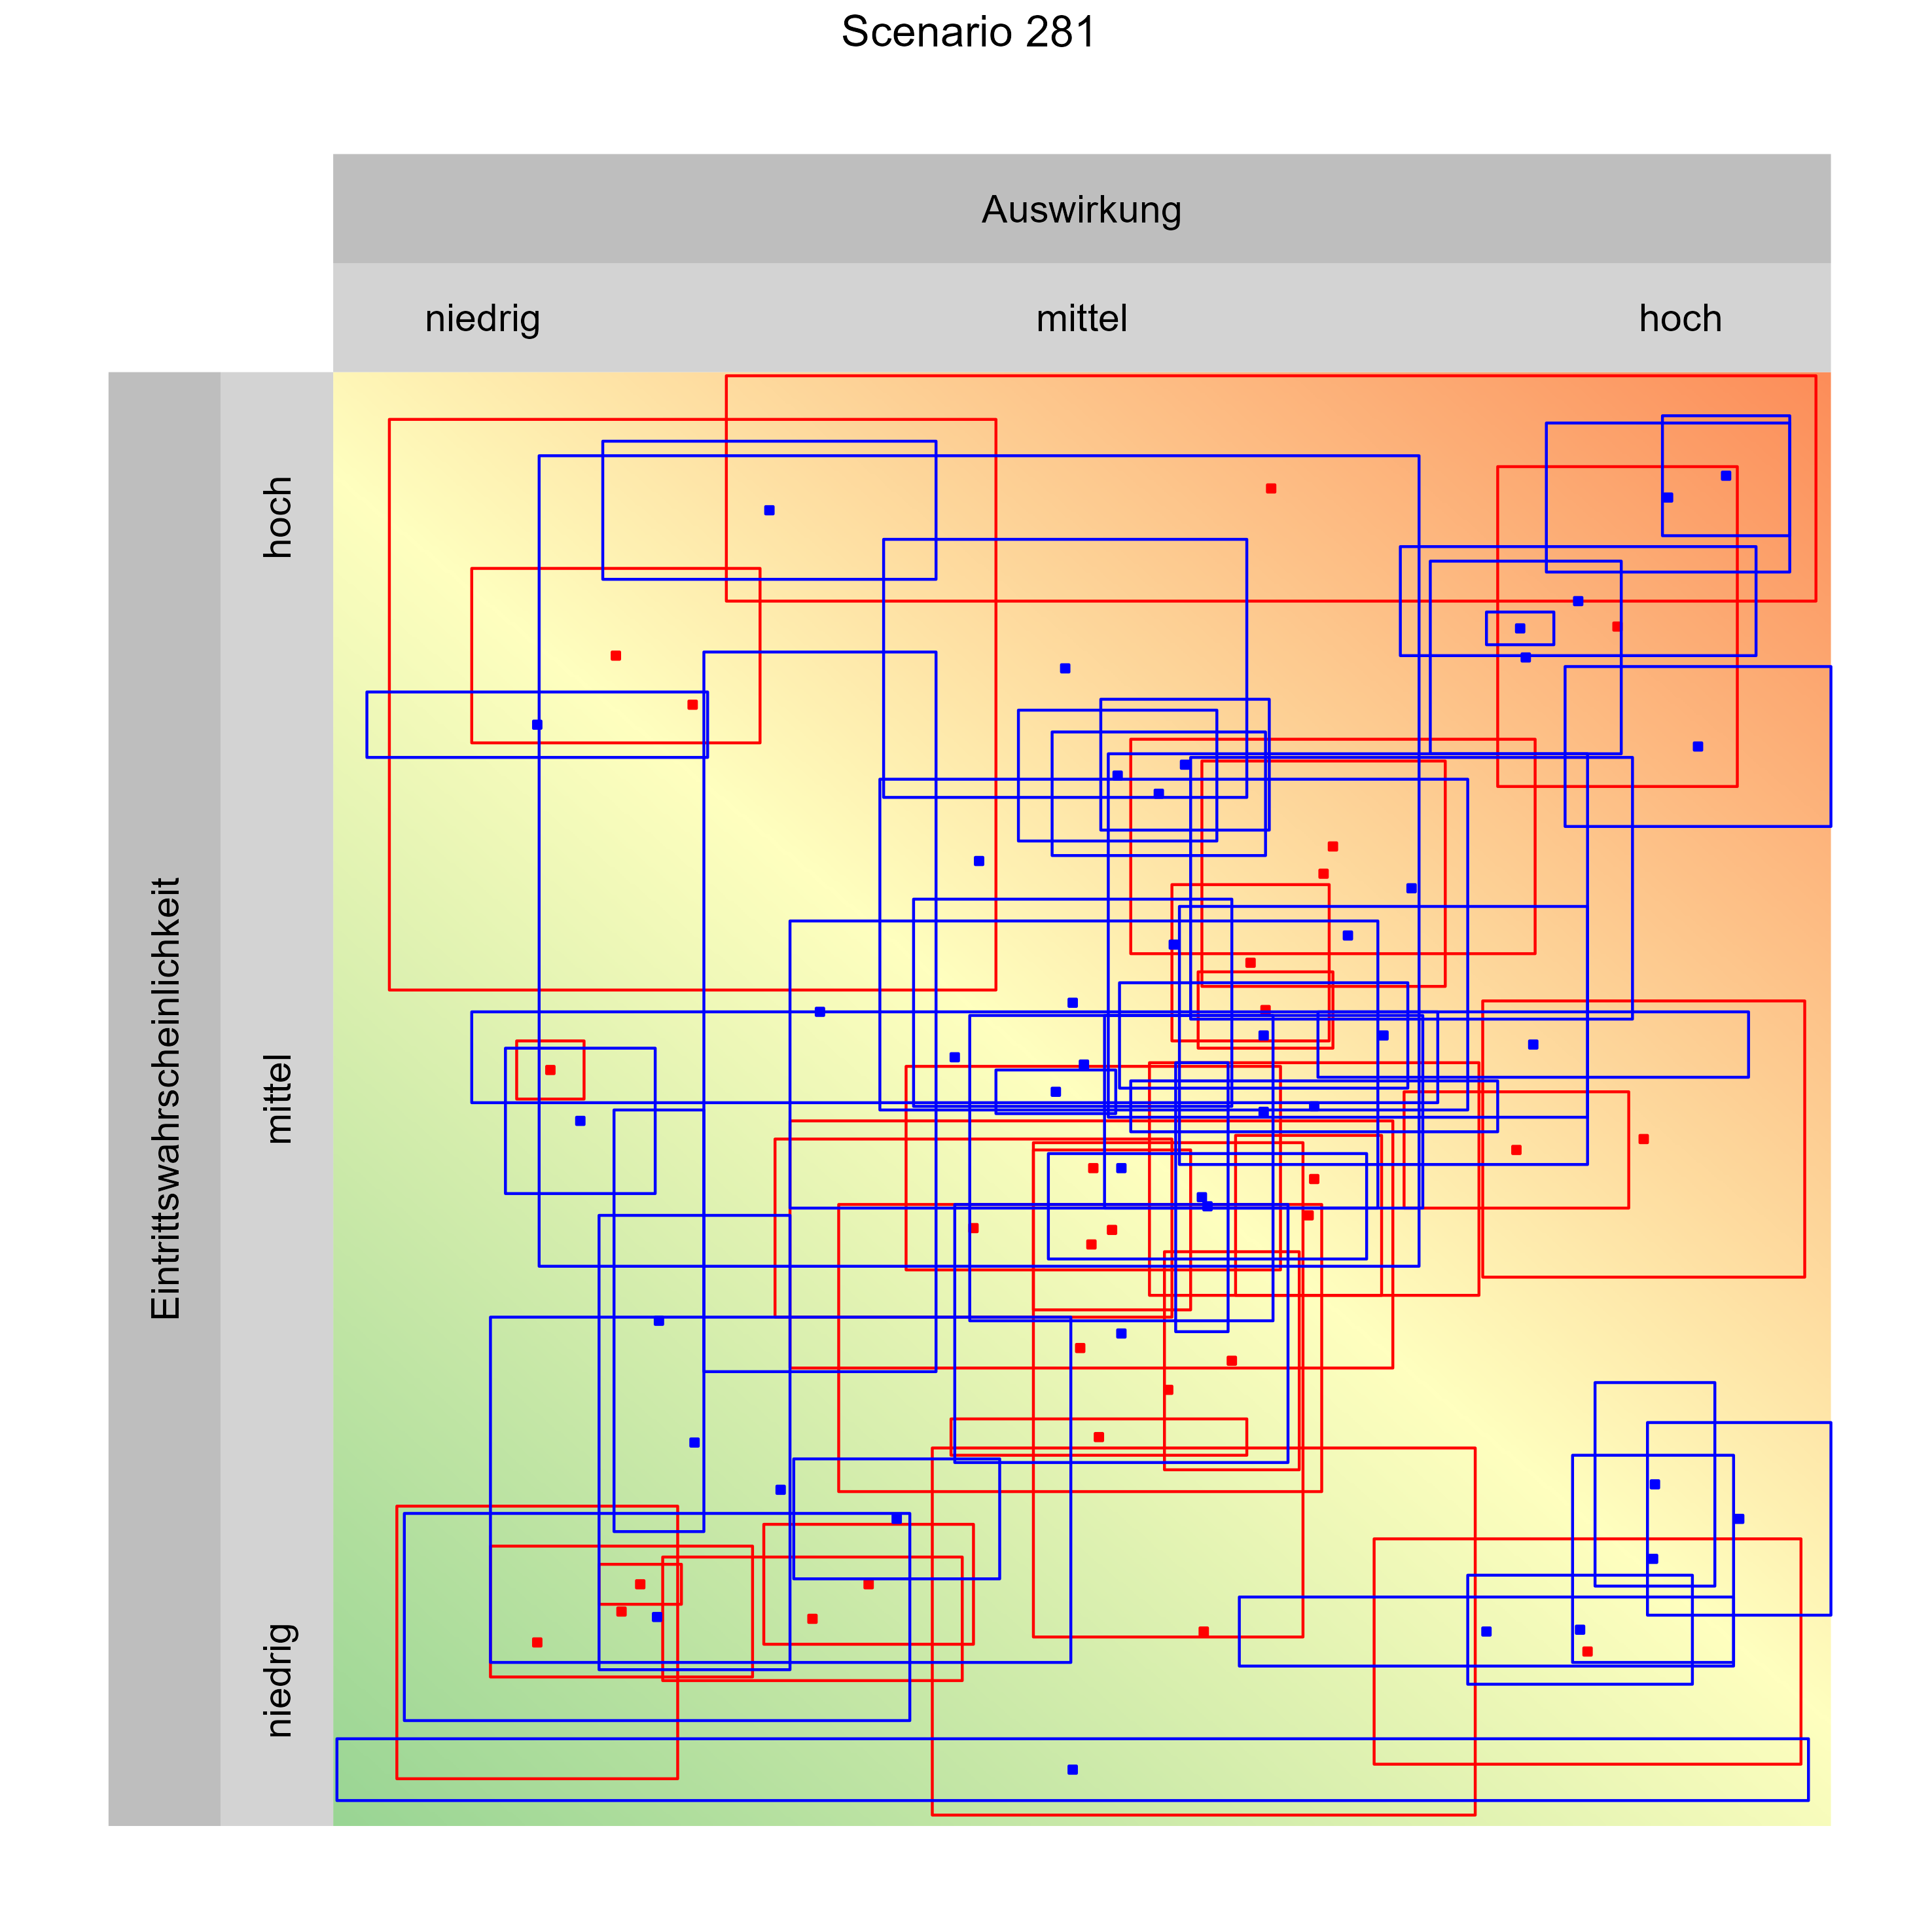 Scenario 281
Auswirkung
niedrig mittel hoch
Eintrittswahrscheinlichkeit
hoch
mittel
niedrig